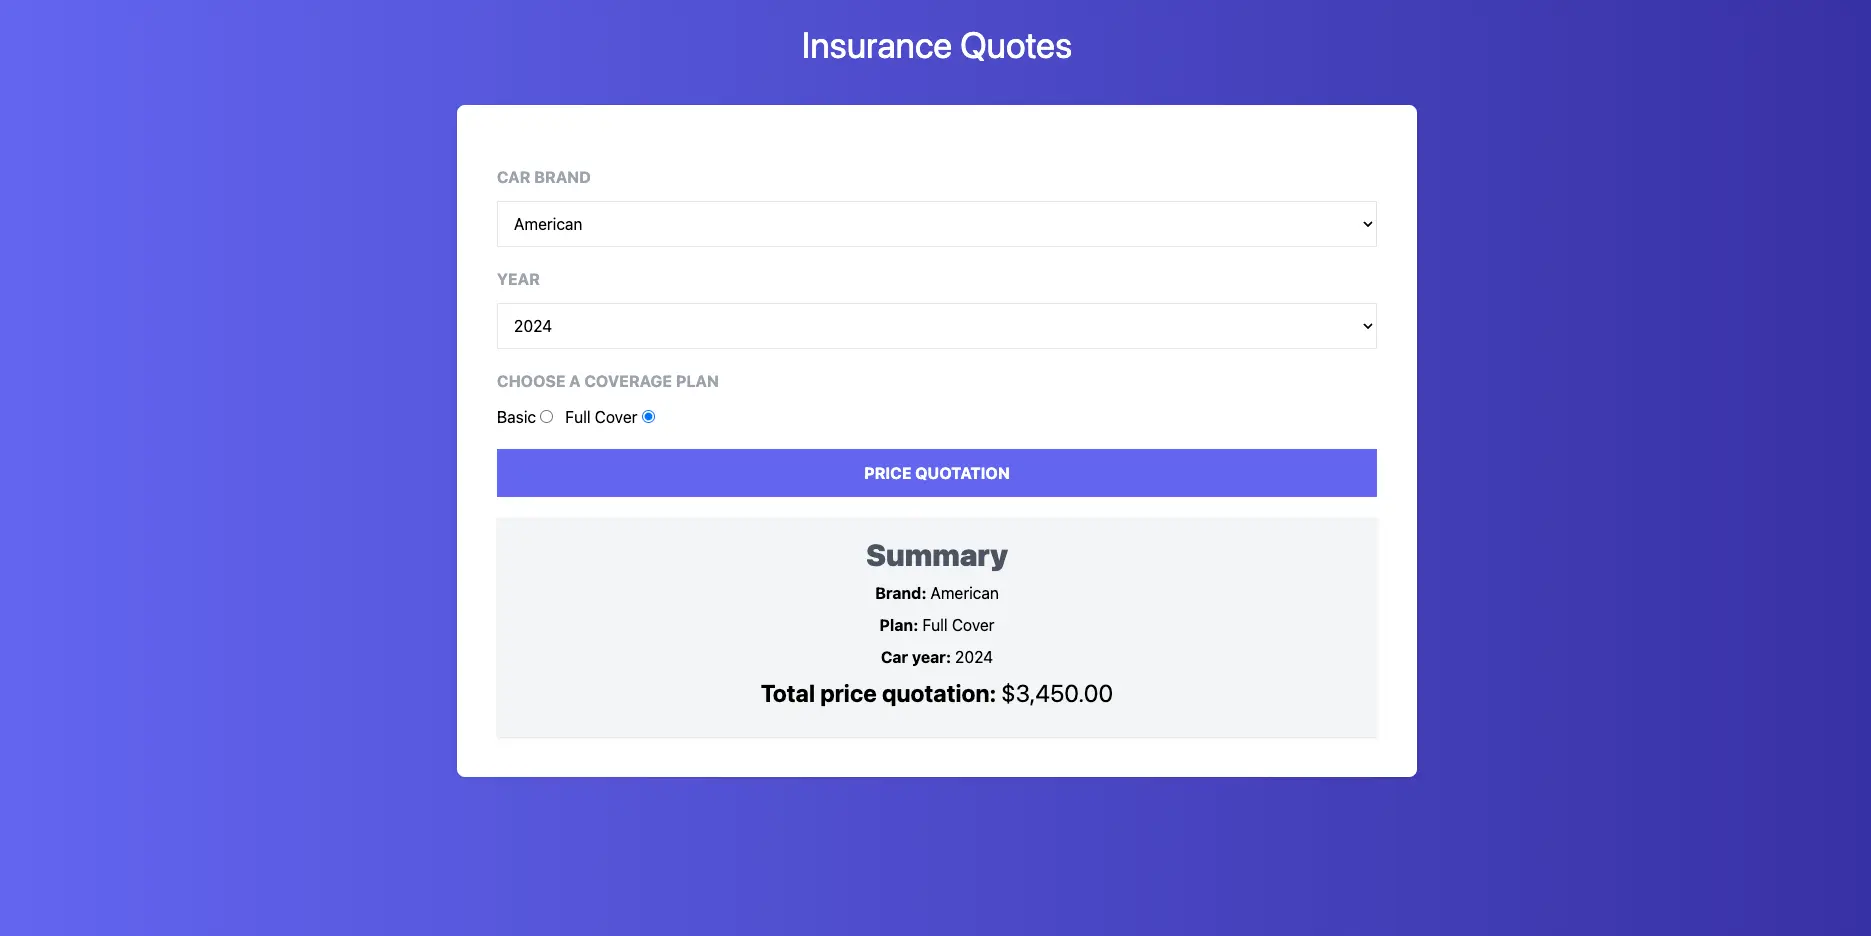 Insurance Quotes
CAR BRAND
American
YEAR
2024
CHOOSE A COVERAGE PLAN
Basic Full Cover
PRICE QUOTATION
Summary
Brand: American
Plan: Full Cover
Car year: 2024
Total price quotation: $3,450.00